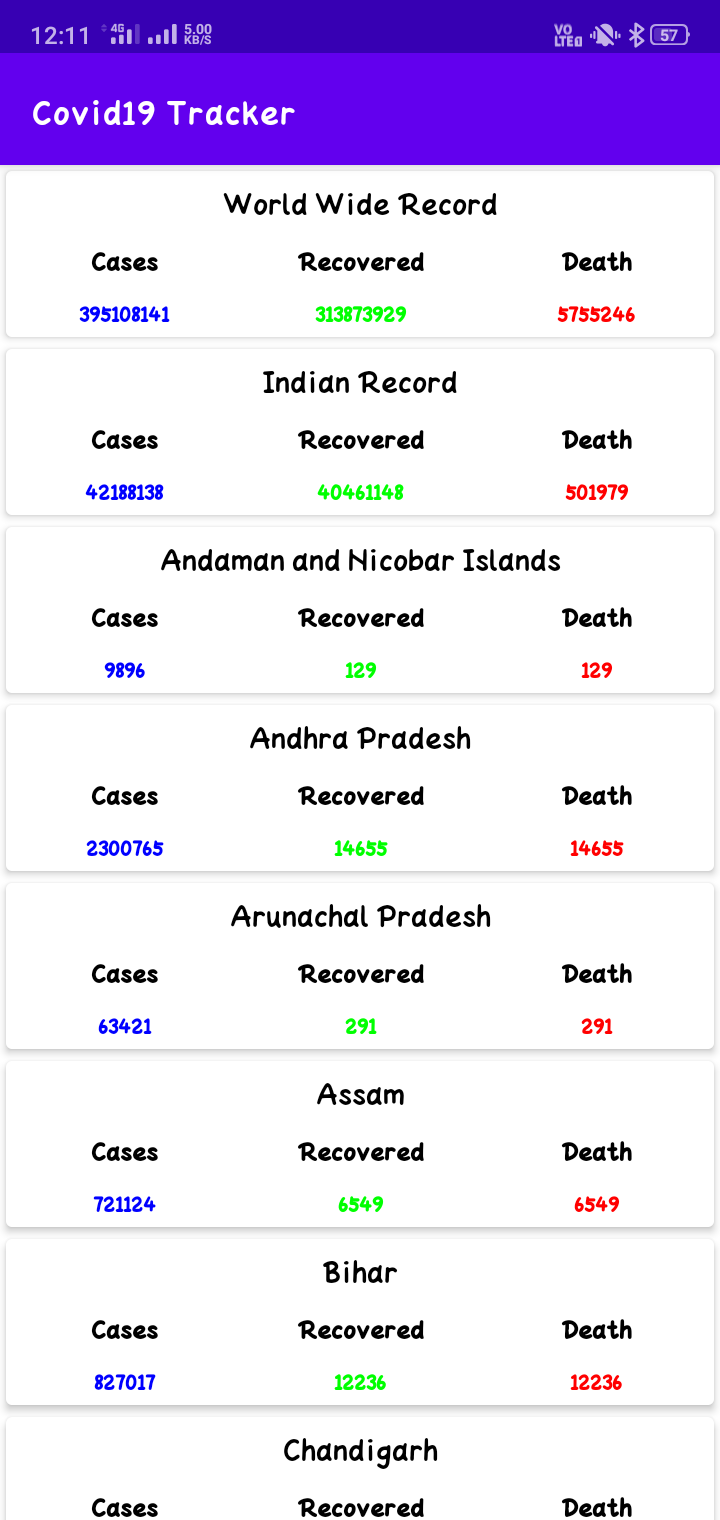 12:11 4G 5.00 KB/S VO LTE1 57
Covid19 Tracker
World Wide Record
Cases Recovered Death
395108141 313873929 5755246
Indian Record
Cases Recovered Death
42188138 40461148 501979
Andaman and Nicobar Islands
Cases Recovered Death
9896 129 129
Andhra Pradesh
Cases Recovered Death
2300765 14655 14655
Arunachal Pradesh
Cases Recovered Death
63421 291 291
Assam
Cases Recovered Death
721124 6549 6549
Bihar
Cases Recovered Death
827017 12236 12236
Chandigarh
Cases Recovered Death